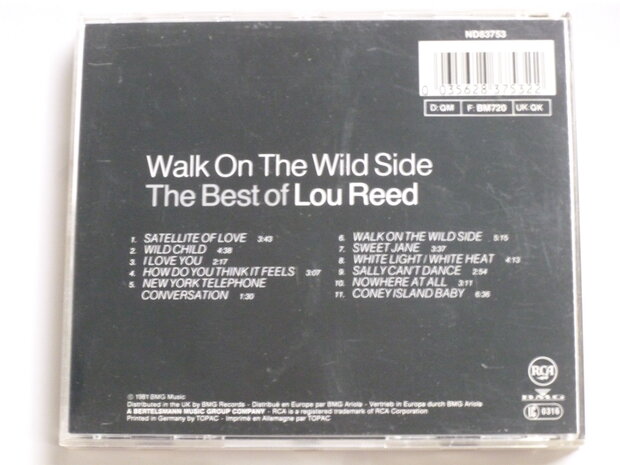 ND83753
0 035628 375322
D: QM F: BM720 UK: QK
Walk On The Wild Side
The Best of Lou Reed
1. SATELLITE OF LOVE 3:43
2. WILD CHILD 4:38
3. I LOVE YOU 2:17
4. HOW DO YOU THINK IT FEELS 3:07
5. NEW YORK TELEPHONE
CONVERSATION 1:30
6. WALK ON THE WILD SIDE 5:15
7. SWEET JANE 3:37
8. WHITE LIGHT / WHITE HEAT 4:13
9. SALLY CAN'T DANCE 2:54
10. NOWHERE AT ALL 3:11
11. CONEY ISLAND BABY 6:36
RCA
BMG
0316
© 1981 BMG Music
Distributed in the UK by BMG Records - Distribué en Europe par BMG Ariola - Vertrieb in Europa durch BMG Ariola
A BERTELSMANN MUSIC GROUP COMPANY - RCA is a registered trademark of RCA Corporation
Printed in Germany by TOPAC - Imprimé en Allemagne par TOPAC